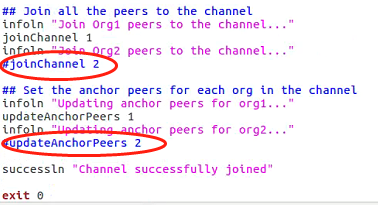 ## Join all the peers to the channel
infoln "Join Org1 peers to the channel..."
joinChannel 1
infoln "Join Org2 peers to the channel..."
#joinChannel 2
## Set the anchor peers for each org in the channel
infoln "Updating anchor peers for org1..."
updateAnchorPeers 1
infoln "Updating anchor peers for org2..."
#updateAnchorPeers 2
successln "Channel successfully joined"
exit 0